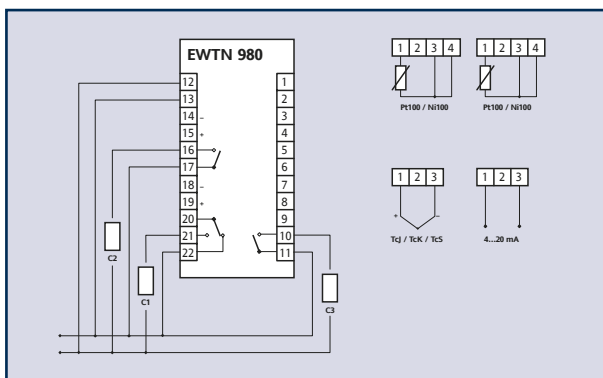 EWTN 980
12 1
13 2
14 – 3
15 + 4
16 5
17 6
18 – 7
19 + 8
20 9
21 10
22 11
C2
C1
C3
1 2 3 4
Pt100 / Ni100
1 2 3 4
Pt100 / Ni100
1 2 3
+ –
TcJ / TcK / TcS
1 2 3
4...20 mA